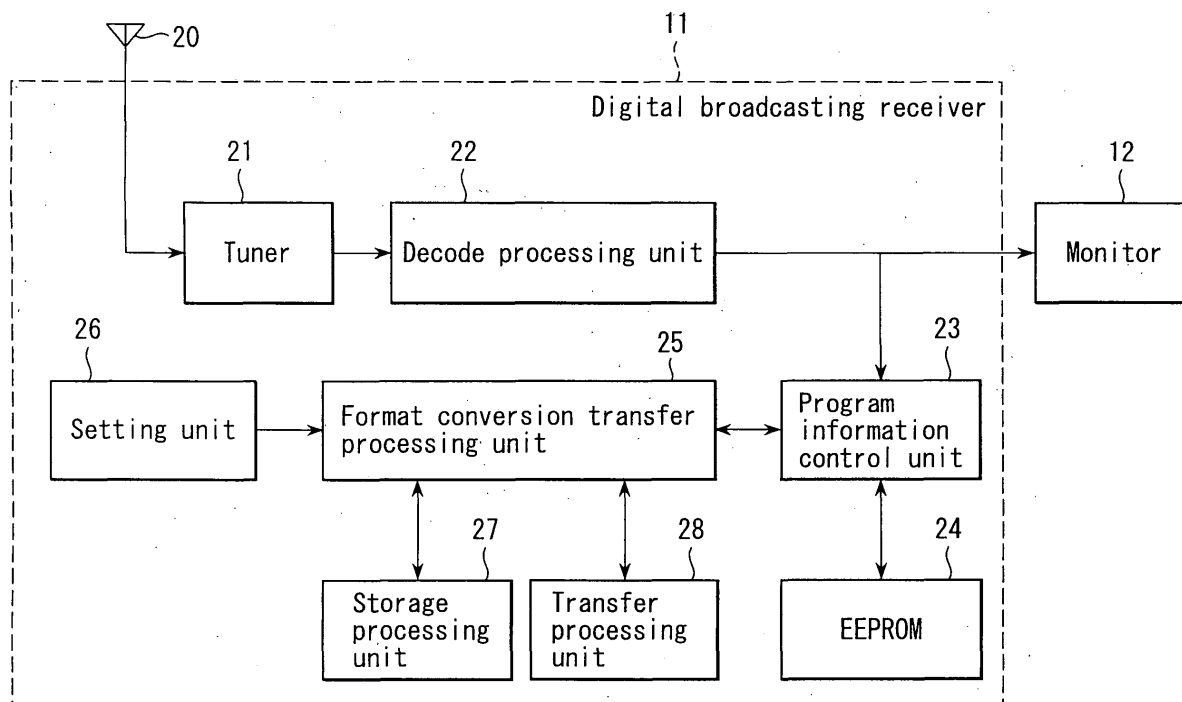 20
11
Digital broadcasting receiver
21
22
12
Tuner
Decode processing unit
Monitor
26
25
23
Setting unit
Format conversion transfer
processing unit
Program
information
control unit
27
28
24
Storage
processing
unit
Transfer
processing
unit
EEPROM